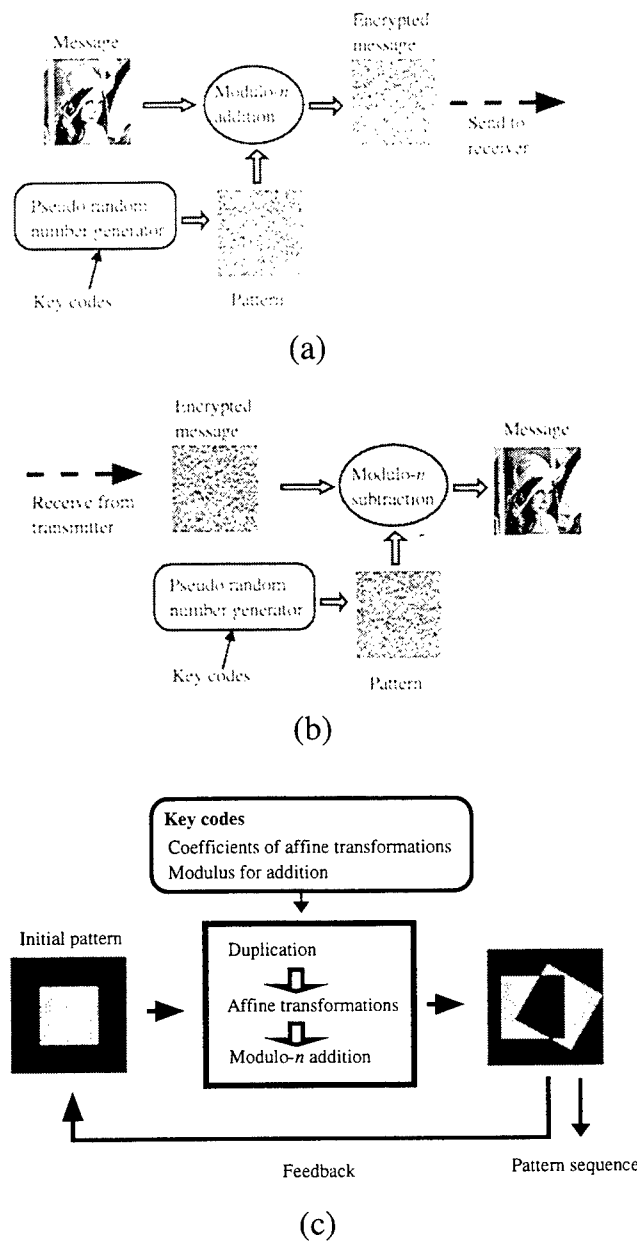 Message
Encrypted
message
Modulo-n
addition
Send to
receiver
Pseudo random
number generator
Key codes
Pattern
(a)
Encrypted
message
Message
Receive from
transmitter
Modulo-n
subtraction
Pseudo random
number generator
Key codes
Pattern
(b)
Key codes
Coefficients of affine transformations
Modulus for addition
Initial pattern
Duplication
Affine transformations
Modulo-n addition
Feedback
Pattern sequence
(c)